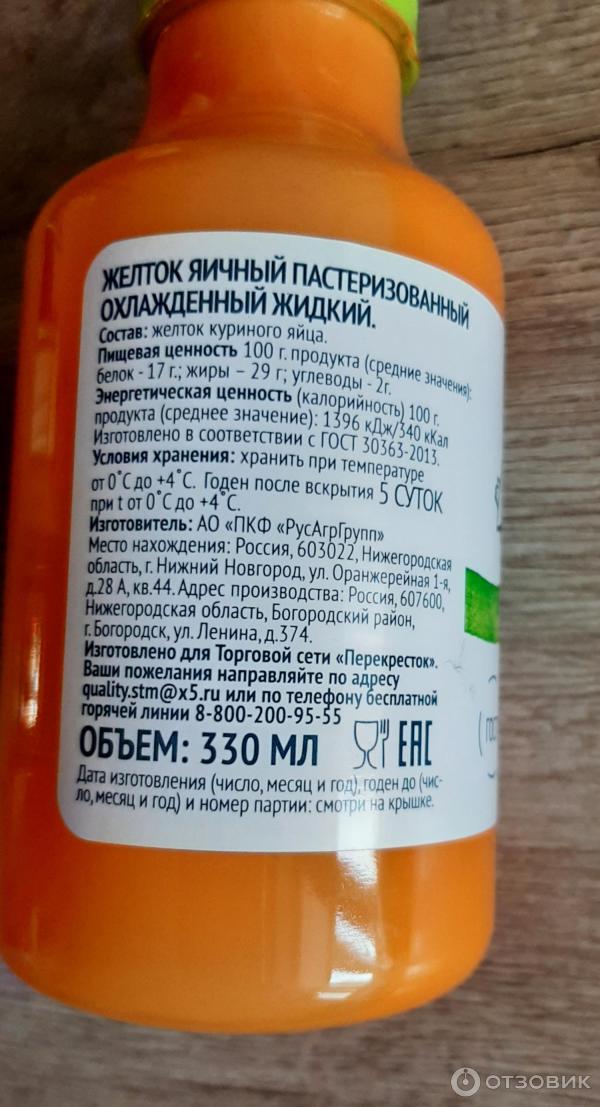 ЖЕЛТОК ЯИЧНЫЙ ПАСТЕРИЗОВАННЫЙ
ОХЛАЖДЕННЫЙ ЖИДКИЙ.
Состав: желток куриного яйца.
Пищевая ценность 100 г. продукта (средние значения):
белок - 17 г.; жиры – 29 г; углеводы - 2г.
Энергетическая ценность (калорийность) 100 г.
продукта (среднее значение): 1396 кДж/340 кКал
Изготовлено в соответствии с ГОСТ 30363-2013.
Условия хранения: хранить при температуре
от 0˚С до +4˚С. Годен после вскрытия 5 СУТОК
при t от 0˚С до +4˚С.
Изготовитель: АО «ПКФ «РусАгрГрупп»
Место нахождения: Россия, 603022, Нижегородская
область, г. Нижний Новгород, ул. Оранжерейная 1-я,
д.28 А, кв.44. Адрес производства: Россия, 607600,
Нижегородская область, Богородский район,
г. Богородск, ул. Ленина, д.374.
Изготовлено для Торговой сети «Перекресток».
Ваши пожелания направляйте по адресу
quality.stm@x5.ru или по телефону бесплатной
горячей линии 8-800-200-95-55
ОБЪЕМ: 330 МЛ EAC
Дата изготовления (число, месяц и год), годен до (чис-
ло, месяц и год) и номер партии: смотри на крышке.
ОТЗОВИК